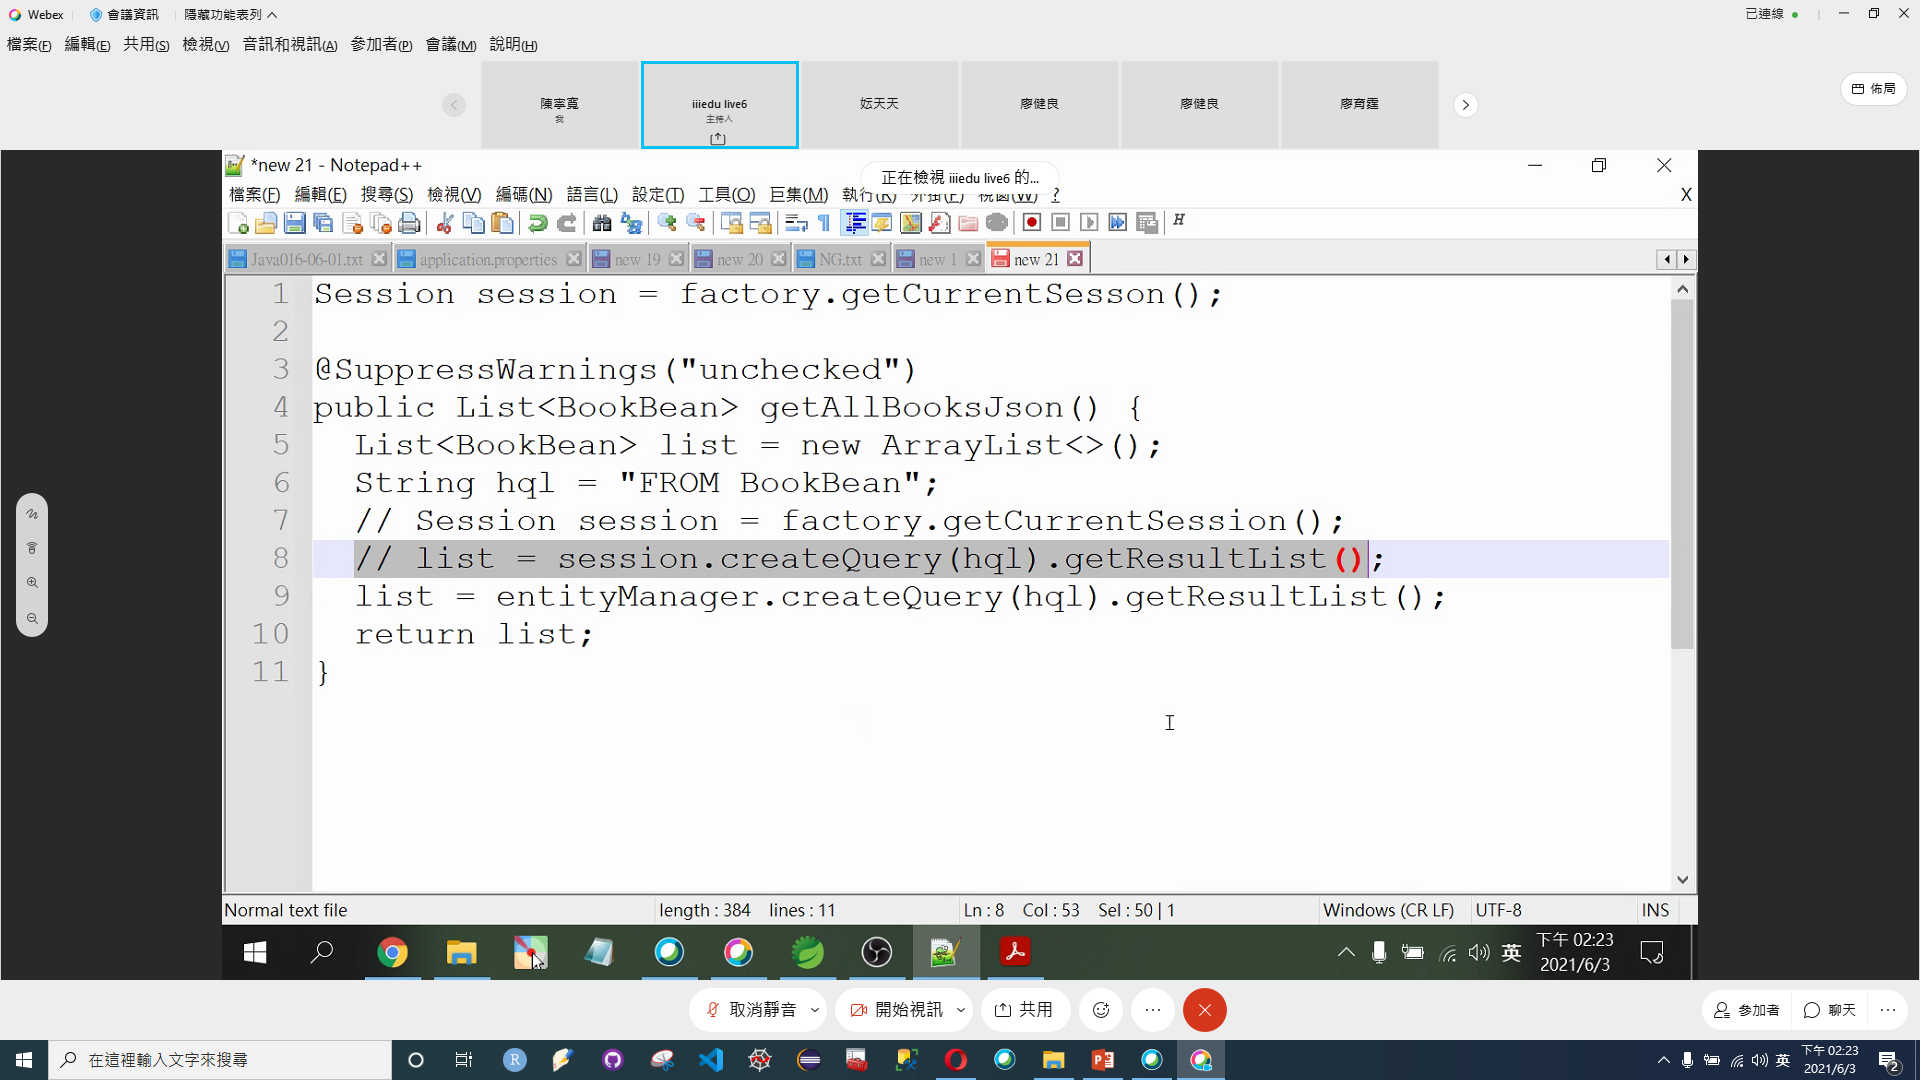 Webex 會議資訊 隱藏功能表列 已連線
檔案(F) 編輯(E) 共用(S) 檢視(V) 音訊和視訊(A) 參加者(P) 會議(M) 說明(H)
陳寧寬 iiiedu live6 妘天天 廖健良 廖健良 廖育霆
我 主持人
佈局
*new 21 - Notepad++
正在檢視 iiiedu live6 的...
檔案(F) 編輯(E) 搜尋(S) 檢視(V) 編碼(N) 語言(L) 設定(T) 工具(O) 巨集(M) 執行(R) 外掛(P) 視窗(W) ? X
Java016-06-01.txt application.properties new 19 new 20 NG.txt new 1 new 21
1 Session session = factory.getCurrentSesson();
2
3 @SuppressWarnings("unchecked")
4 public List<BookBean> getAllBooksJson() {
5 List<BookBean> list = new ArrayList<>();
6 String hql = "FROM BookBean";
7 // Session session = factory.getCurrentSession();
8 // list = session.createQuery(hql).getResultList();
9 list = entityManager.createQuery(hql).getResultList();
10 return list;
11 }
Normal text file length : 384 lines : 11 Ln : 8 Col : 53 Sel : 50 | 1 Windows (CR LF) UTF-8 INS
英 下午 02:23
2021/6/3
取消靜音 開始視訊 共用 參加者 聊天
在這裡輸入文字來搜尋 英 下午 02:23
2021/6/3 2